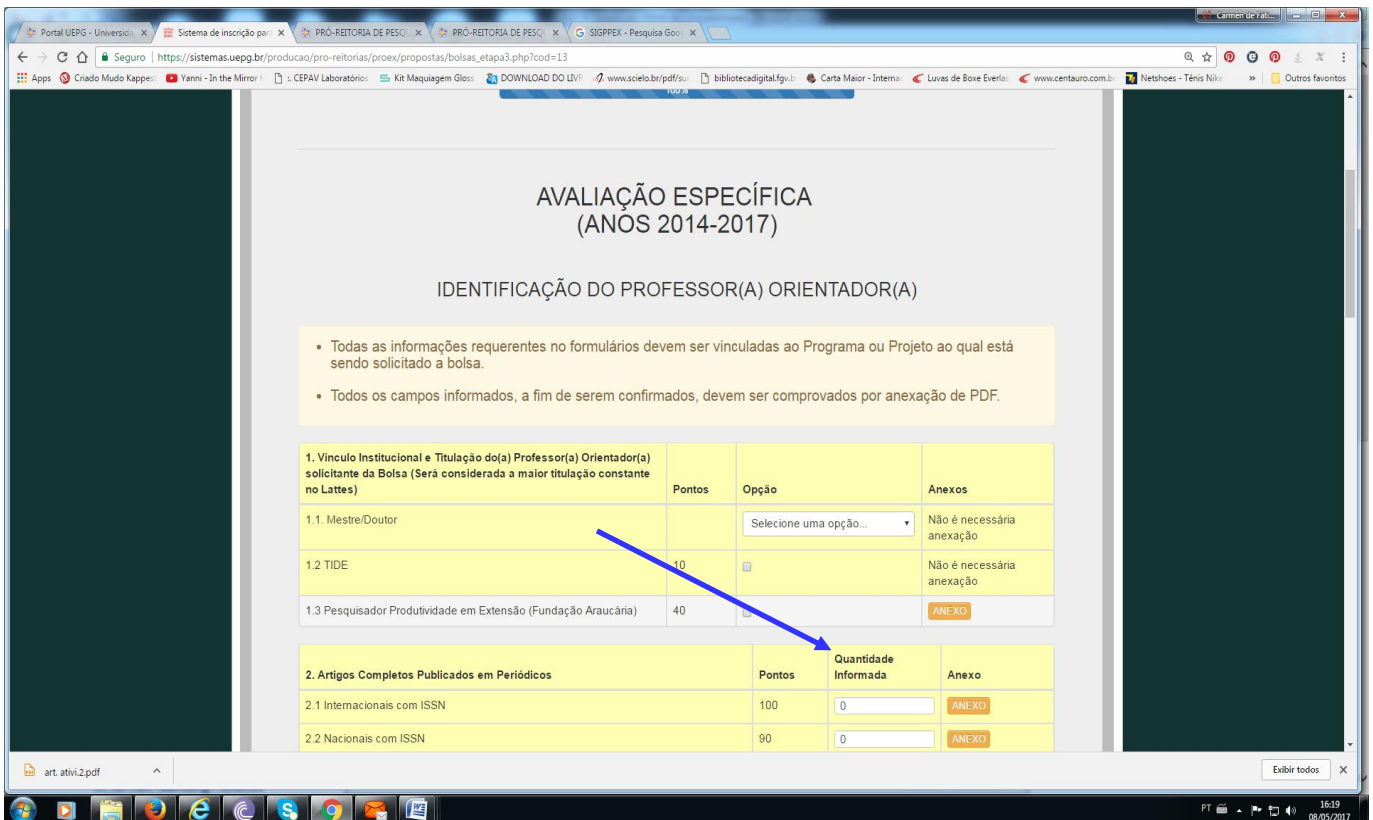 Carmen de Fati...
Portal UEPG - Universida
Sistema de inscrição para
PRÓ-REITORIA DE PESQU
PRÓ-REITORIA DE PESQ
SIGPPEX - Pesquisa Goo
Seguro | https://sistemas.uepg.br/producao/pro-reitorias/proex/propostas/bolsas_etapa3.php?cod=13
Apps Criado Mudo Kappes Yanni - In the Mirror :. CEPAV Laboratórios Kit Maquiagem Gloss DOWNLOAD DO LIVR www.scielo.br/pdf/su bibliotecadigital.fgv.b Carta Maior - Interna Luvas de Boxe Everlas www.centauro.com.b Netshoes - Tênis Nike » Outros favoritos
100%
AVALIAÇÃO ESPECÍFICA
(ANOS 2014-2017)
IDENTIFICAÇÃO DO PROFESSOR(A) ORIENTADOR(A)
• Todas as informações requerentes no formulários devem ser vinculadas ao Programa ou Projeto ao qual está
sendo solicitado a bolsa.
• Todos os campos informados, a fim de serem confirmados, devem ser comprovados por anexação de PDF.
1. Vínculo Institucional e Titulação do(a) Professor(a) Orientador(a)
solicitante da Bolsa (Será considerada a maior titulação constante
no Lattes) Pontos Opção Anexos
1.1. Mestre/Doutor Selecione uma opção... Não é necessária
anexação
1.2 TIDE 10 Não é necessária
anexação
1.3 Pesquisador Produtividade em Extensão (Fundação Araucária) 40 ANEXO
2. Artigos Completos Publicados em Periódicos Pontos Quantidade
Informada Anexo
2.1 Internacionais com ISSN 100 0 ANEXO
2.2 Nacionais com ISSN 90 0 ANEXO
art. ativi.2.pdf Exibir todos
PT 16:19
08/05/2017